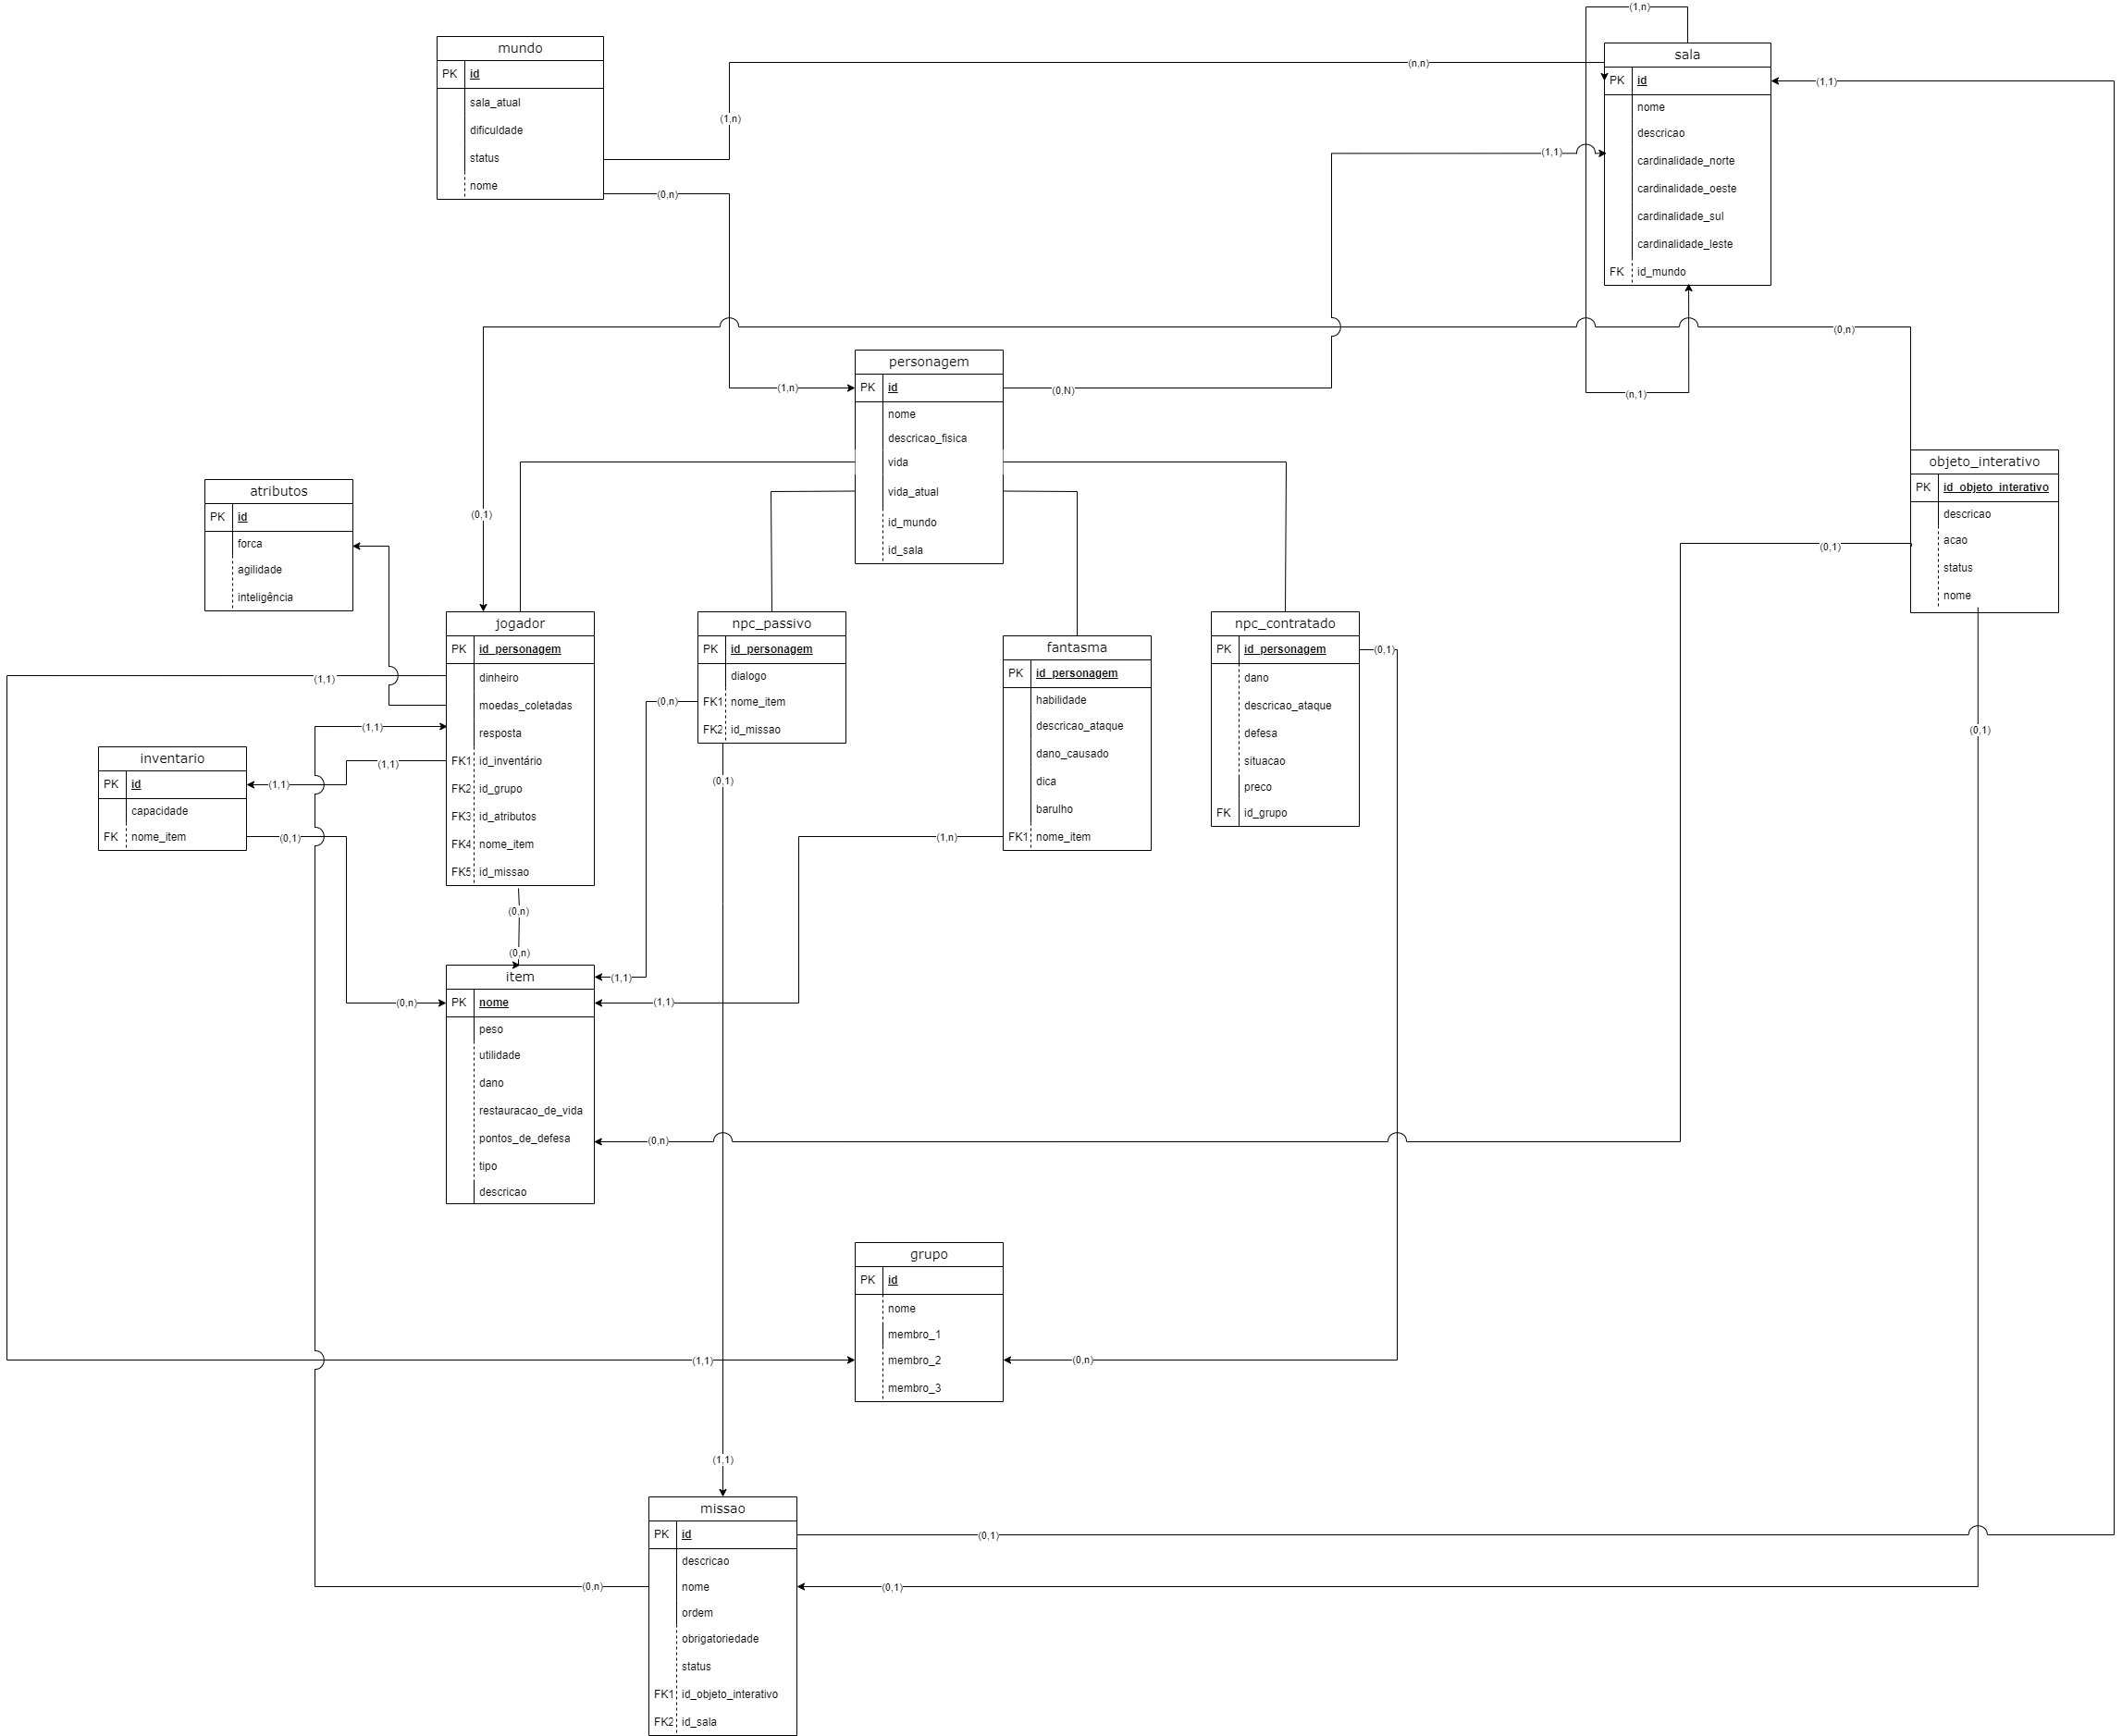 (1,n)
mundo
PK id
sala_atual
dificuldade
status
nome
(n,n)
(1,n)
(0,n)
sala
PK id
nome
descricao
cardinalidade_norte
cardinalidade_oeste
cardinalidade_sul
cardinalidade_leste
FK id_mundo
(1,1)
(1,1)
(0,n)
personagem
PK id
nome
descricao_fisica
vida
vida_atual
id_mundo
id_sala
(1,n)
(0,N)
(n,1)
objeto_interativo
PK id_objeto_interativo
descricao
acao
status
nome
atributos
PK id
forca
agilidade
inteligência
(0,1)
(0,1)
jogador
PK id_personagem
dinheiro
moedas_coletadas
resposta
FK1 id_inventário
FK2 id_grupo
FK3 id_atributos
FK4 nome_item
FK5 id_missao
npc_passivo
PK id_personagem
dialogo
FK1 nome_item
FK2 id_missao
fantasma
PK id_personagem
habilidade
descricao_ataque
dano_causado
dica
barulho
FK1 nome_item
npc_contratado
PK id_personagem
dano
descricao_ataque
defesa
situacao
preco
FK id_grupo
(0,1)
(1,1)
(0,n)
(1,1)
(0,1)
inventario
PK id
capacidade
FK nome_item
(1,1)
(1,1)
(0,1)
(0,1)
(1,n)
(0,n)
(0,n)
(1,1)
(0,n)
(1,1)
item
PK nome
peso
utilidade
dano
restauracao_de_vida
pontos_de_defesa
tipo
descricao
(0,n)
grupo
PK id
nome
membro_1
membro_2
membro_3
(1,1)
(0,n)
(1,1)
missao
PK id
descricao
nome
ordem
obrigatoriedade
status
FK1 id_objeto_interativo
FK2 id_sala
(0,1)
(0,n)
(0,1)